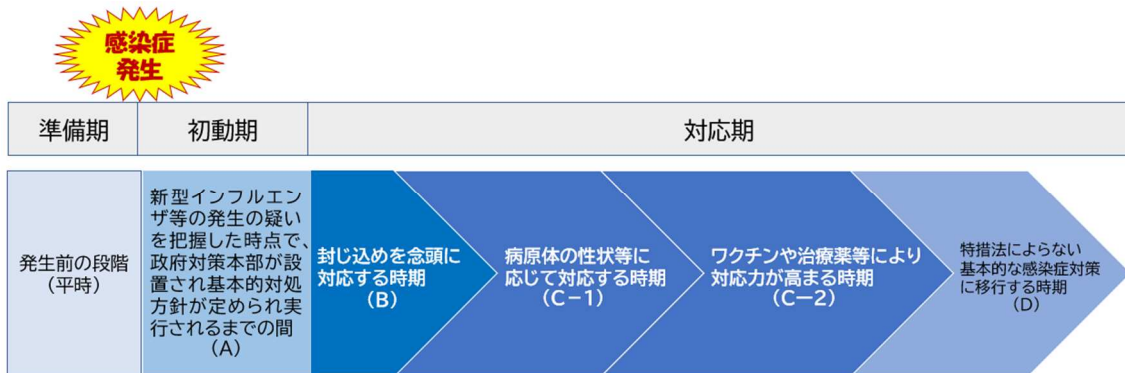 感染症
発生
準備期
初動期
対応期
発生前の段階
（平時）
新型インフルエン
ザ等の発生の疑い
を把握した時点で、
政府対策本部が設
置され基本的対処
方針が定められ実
行されるまでの間
（A）
封じ込めを念頭に
対応する時期
（B）
病原体の性状等に
応じて対応する時期
（C－1）
ワクチンや治療薬等により
対応力が高まる時期
（Cー2）
特措法によらない
基本的な感染症対策
に移行する時期
（D）